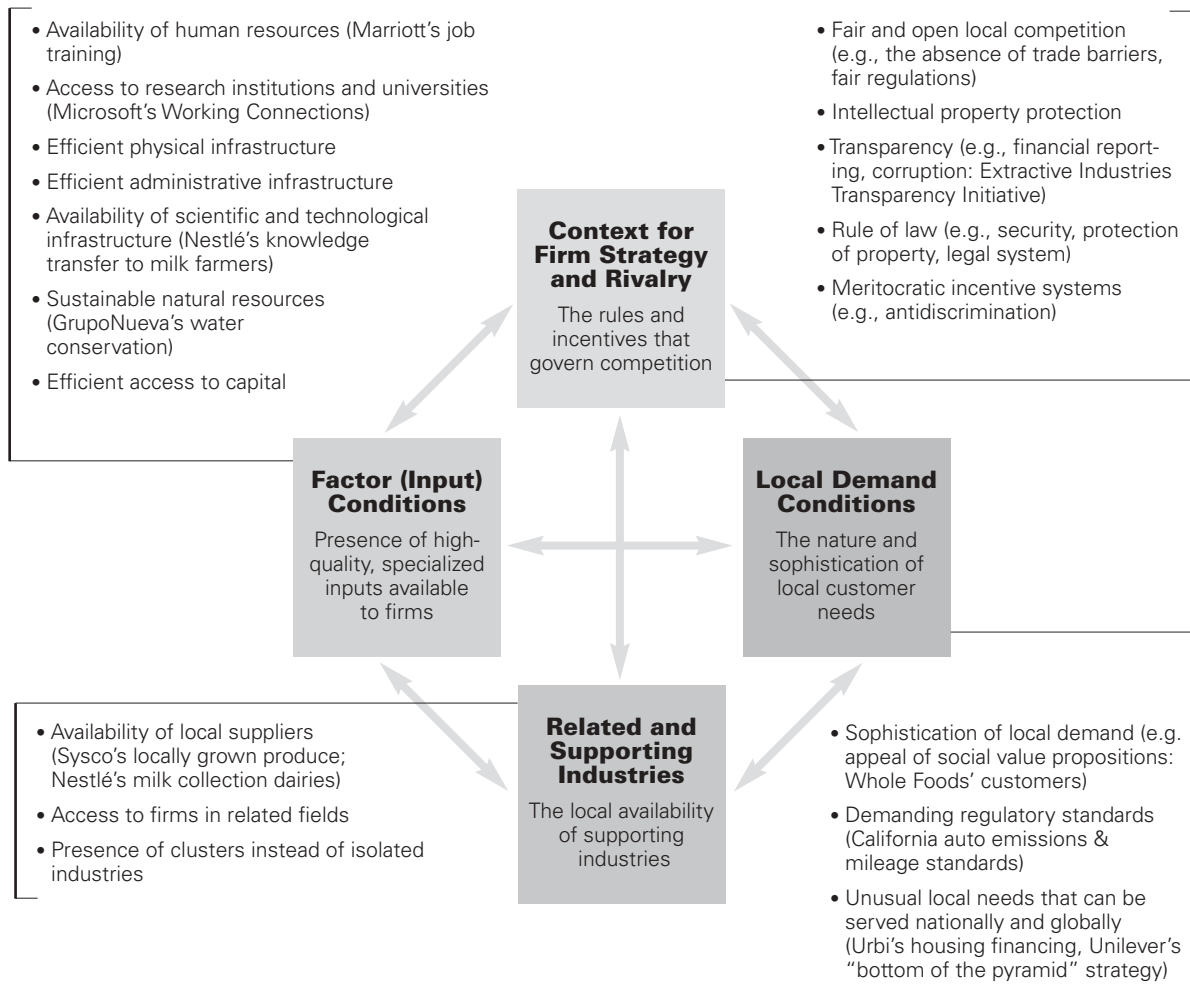 • Availability of human resources (Marriott’s job
training)
• Access to research institutions and universities
(Microsoft’s Working Connections)
• Efficient physical infrastructure
• Efficient administrative infrastructure
• Availability of scientific and technological
infrastructure (Nestlé’s knowledge
transfer to milk farmers)
• Sustainable natural resources
(GrupoNueva’s water
conservation)
• Efficient access to capital
• Fair and open local competition
(e.g., the absence of trade barriers,
fair regulations)
• Intellectual property protection
• Transparency (e.g., financial report-
ing, corruption: Extractive Industries
Transparency Initiative)
• Rule of law (e.g., security, protection
of property, legal system)
• Meritocratic incentive systems
(e.g., antidiscrimination)
Context for
Firm Strategy
and Rivalry
The rules and
incentives that
govern competition
Factor (Input)
Conditions
Presence of high-
quality, specialized
inputs available
to firms
Local Demand
Conditions
The nature and
sophistication of
local customer
needs
Related and
Supporting
Industries
The local availability
of supporting
industries
• Availability of local suppliers
(Sysco’s locally grown produce;
Nestlé’s milk collection dairies)
• Access to firms in related fields
• Presence of clusters instead of isolated
industries
• Sophistication of local demand (e.g.
appeal of social value propositions:
Whole Foods’ customers)
• Demanding regulatory standards
(California auto emissions &
mileage standards)
• Unusual local needs that can be
served nationally and globally
(Urbi’s housing financing, Unilever’s
“bottom of the pyramid” strategy)